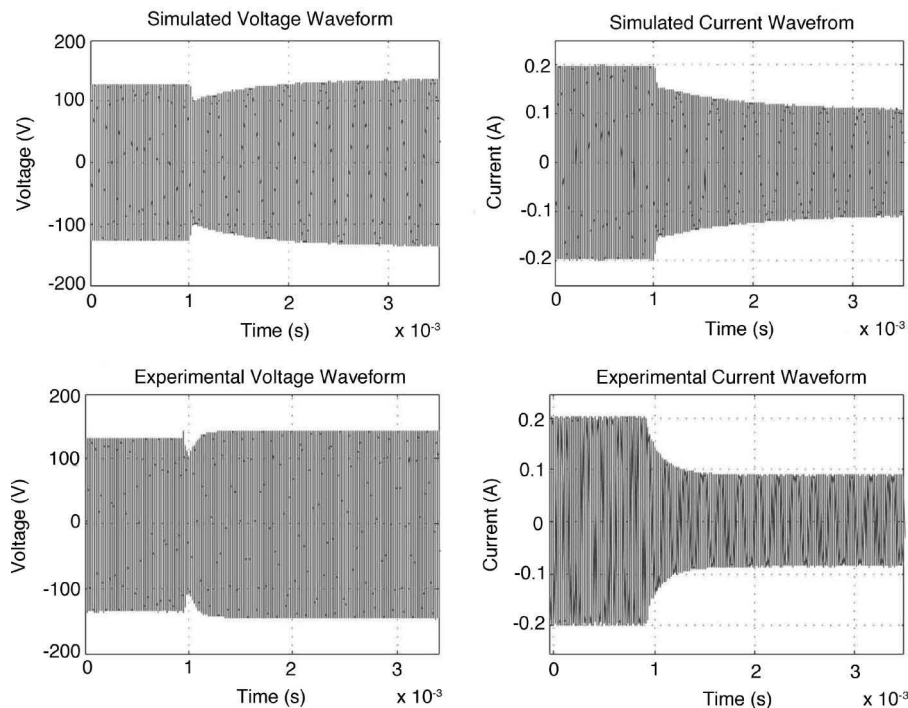 Simulated Voltage Waveform
200
100
0
-100
-200
Voltage (V)
0 1 2 3
Time (s)
x 10-3
Simulated Current Wavefrom
0.2
0.1
0
-0.1
-0.2
Current (A)
0 1 2 3
Time (s)
x 10-3
Experimental Voltage Waveform
200
100
0
-100
-200
Voltage (V)
0 1 2 3
Time (s)
x 10-3
Experimental Current Waveform
0.2
0.1
0
-0.1
-0.2
Current (A)
0 1 2 3
Time (s)
x 10-3